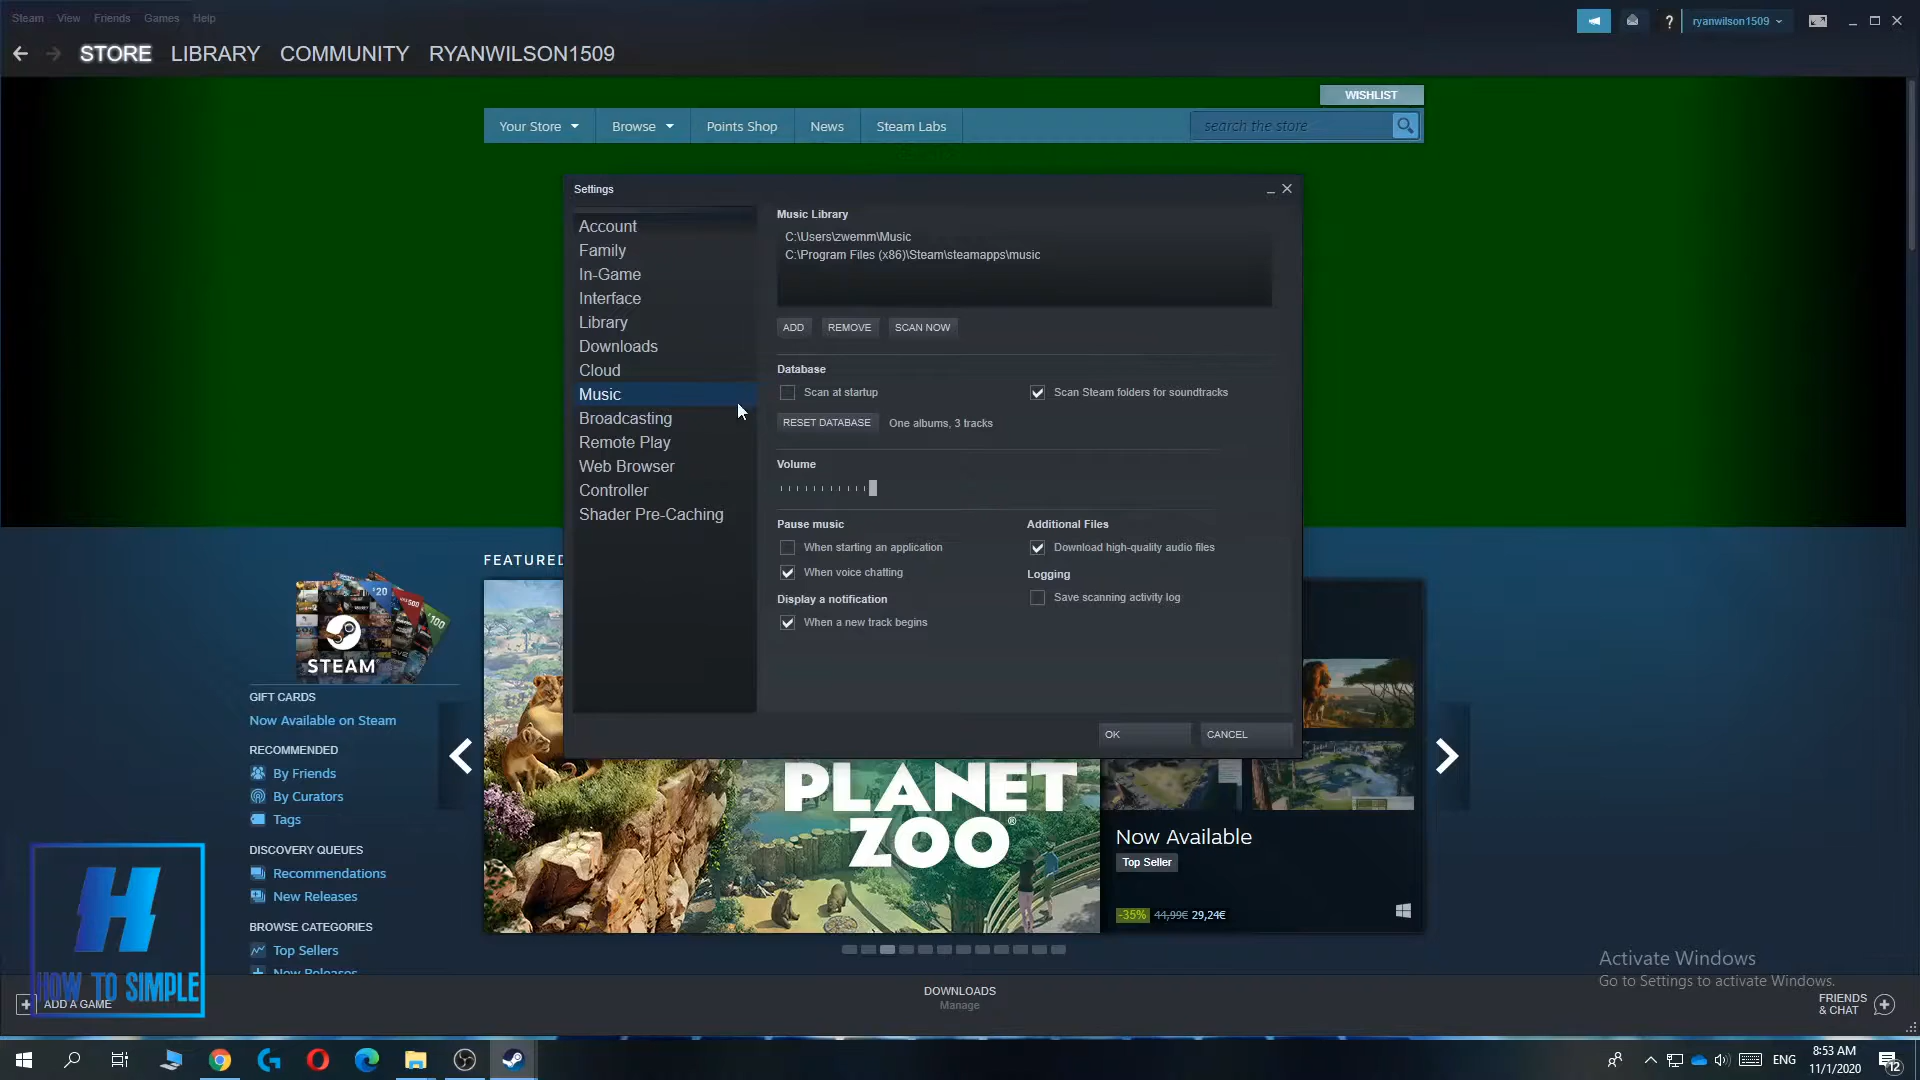 Steam View Friends Games Help
? ryanwilson1509
STORE LIBRARY COMMUNITY RYANWILSON1509
WISHLIST
Your Store Browse Points Shop News Steam Labs
search the store
Settings
Account
Family
In-Game
Interface
Library
Downloads
Cloud
Music
Broadcasting
Remote Play
Web Browser
Controller
Shader Pre-Caching
Music Library
C:\Users\zwemm\Music
C:\Program Files (x86)\Steam\steamapps\music
ADD REMOVE SCAN NOW
Database
Scan at startup
Scan Steam folders for soundtracks
RESET DATABASE One albums, 3 tracks
Volume
Pause music
When starting an application
When voice chatting
Display a notification
When a new track begins
Additional Files
Download high-quality audio files
Logging
Save scanning activity log
OK CANCEL
FEATURED
$20
$100
STEAM
GIFT CARDS
Now Available on Steam
RECOMMENDED
By Friends
By Curators
Tags
DISCOVERY QUEUES
Recommendations
New Releases
BROWSE CATEGORIES
Top Sellers
New Releases
PLANET
ZOO®
Now Available
Top Seller
-35% 44,99€ 29,24€
H
HOW TO SIMPLE
ADD A GAME
DOWNLOADS
Manage
Activate Windows
Go to Settings to activate Windows.
FRIENDS
& CHAT
ENG
8:53 AM
11/1/2020
12